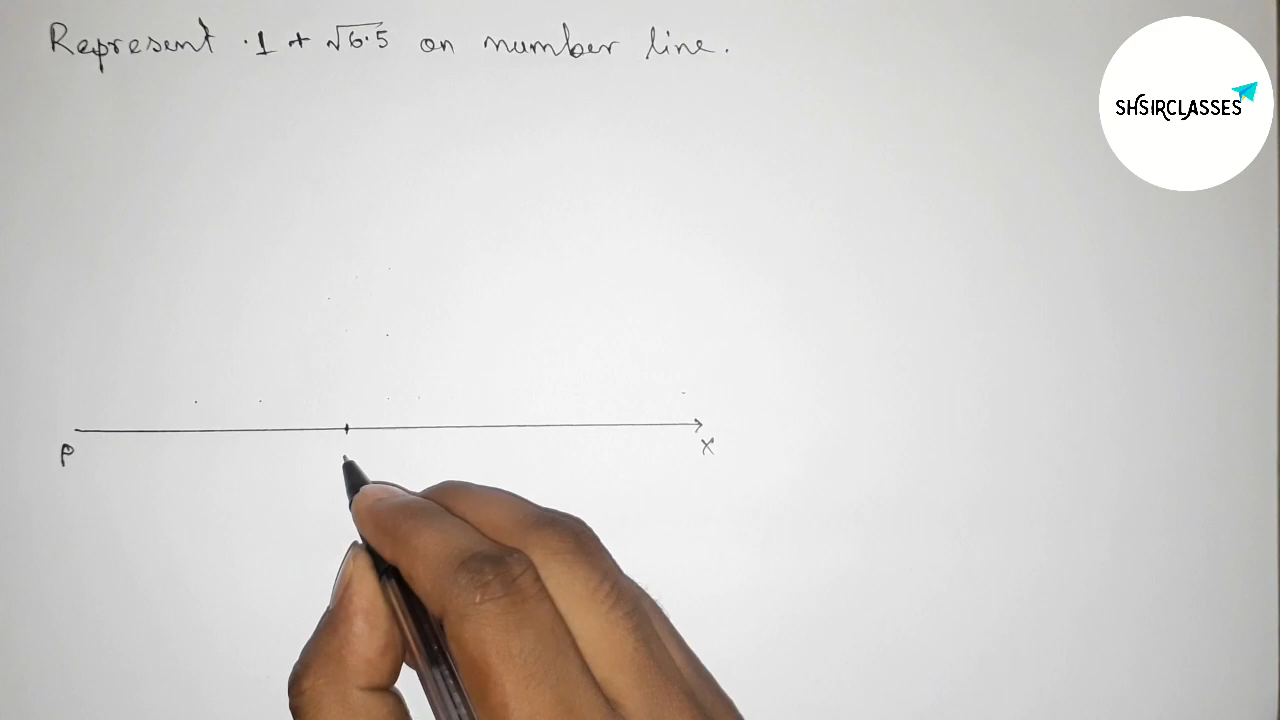 Represent .1 + √6.5 on number line.
SHSIRCLASSES
P X